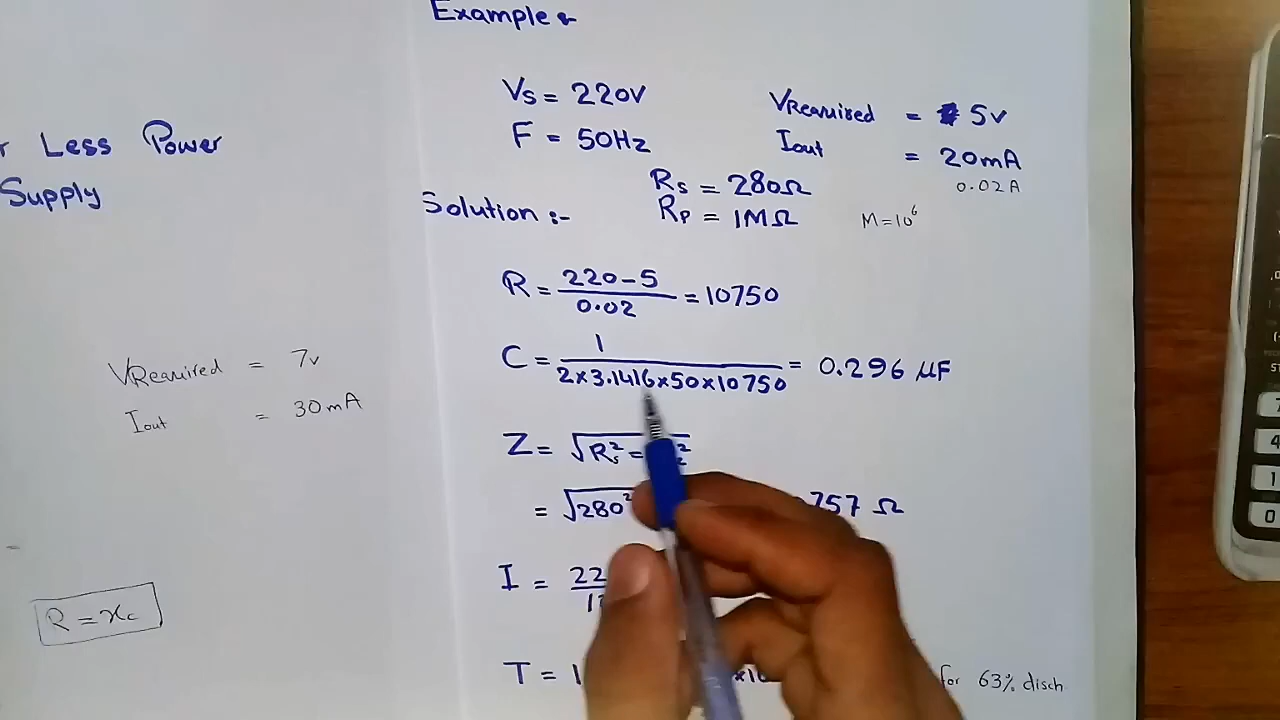 Example:-
Less Power
Supply
Vs = 220V
F = 50Hz
VRequired = 5v
Iout = 20mA
0.02A
Rs = 280Ω
Rp = 1MΩ
M=10⁶
Solution :-
R = 220-5 / 0.02 = 10750
C = 1 / 2×3.1416×50×10750 = 0.296 μF
VRequired = 7v
Iout = 30mA
Z = √Rs² =
= √280² 757 Ω
I = 22
R = xc
T = 1
for 63% disch